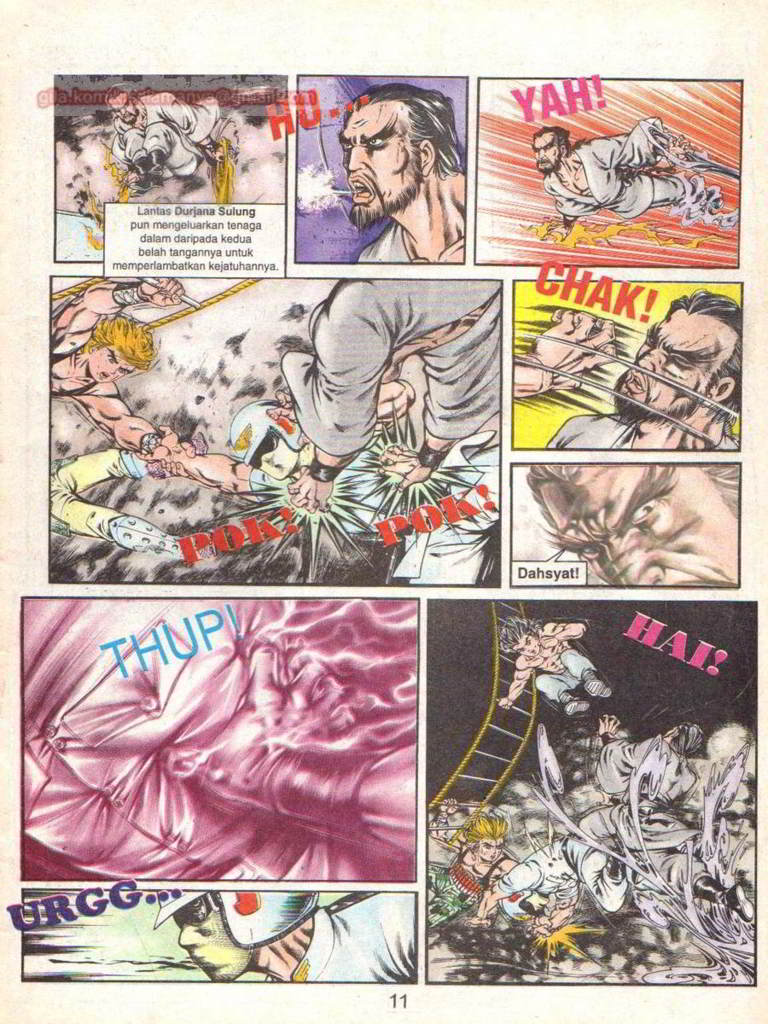 HU...
YAH!
Lantas Durjana Sulung
pun mengeluarkan tenaga
dalam daripada kedua
belah tangannya untuk
memperlambatkan kejatuhannya.
CHAK!
POK!
POK!
Dahsyat!
THUP!
HAI!
URGG...
11